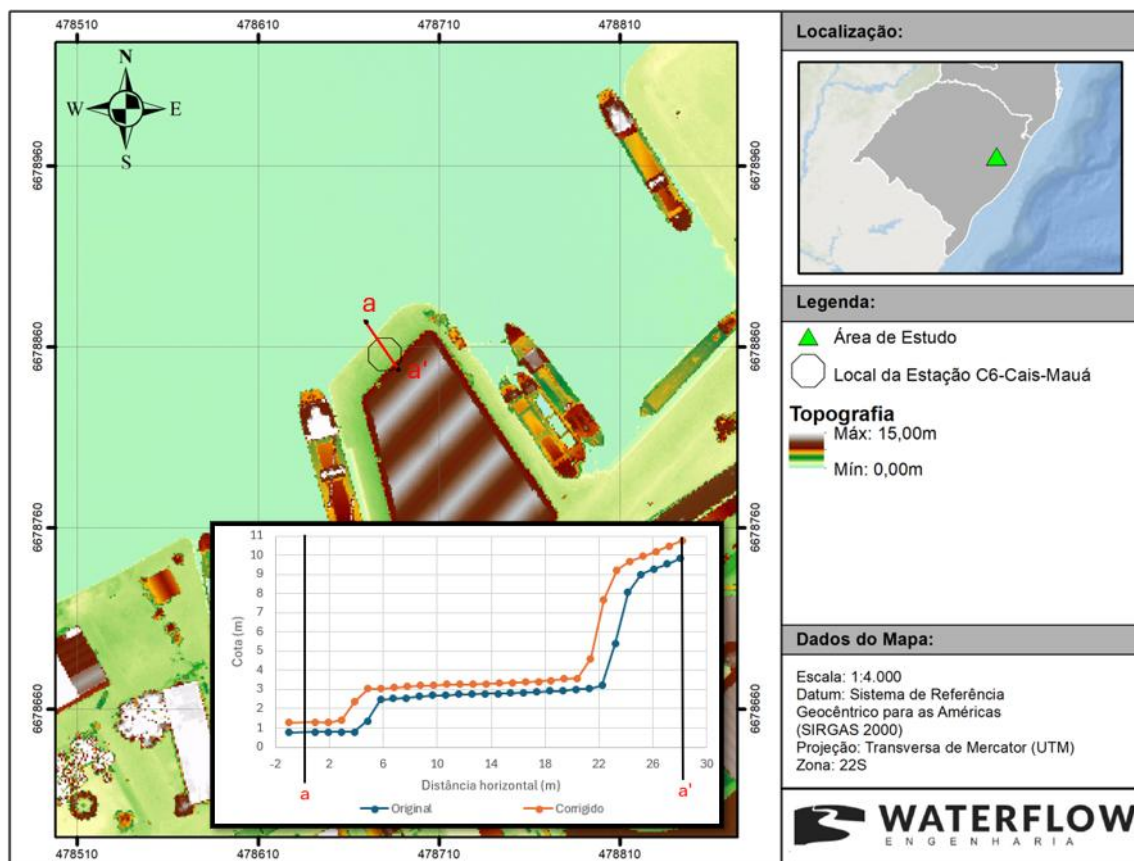 478510 478610 478710 478810
N
W E
S
6678960
6678860
6678760
6678660
6678960
6678860
6678760
6678660
a
a'
11
10
9
8
7
6
5
4
3
2
1
0
Cota (m)
-2 2 6 10 14 18 22 26 30
Distância horizontal (m)
a
a'
Original Corrigido
478510 478610 478710 478810
Localização:
Legenda:
Área de Estudo
Local da Estação C6-Cais-Mauá
Topografia
Máx: 15,00m
Mín: 0,00m
Dados do Mapa:
Escala: 1:4.000
Datum: Sistema de Referência
Geocêntrico para as Américas
(SIRGAS 2000)
Projeção: Transversa de Mercator (UTM)
Zona: 22S
WATERFLOW
ENGENHARIA